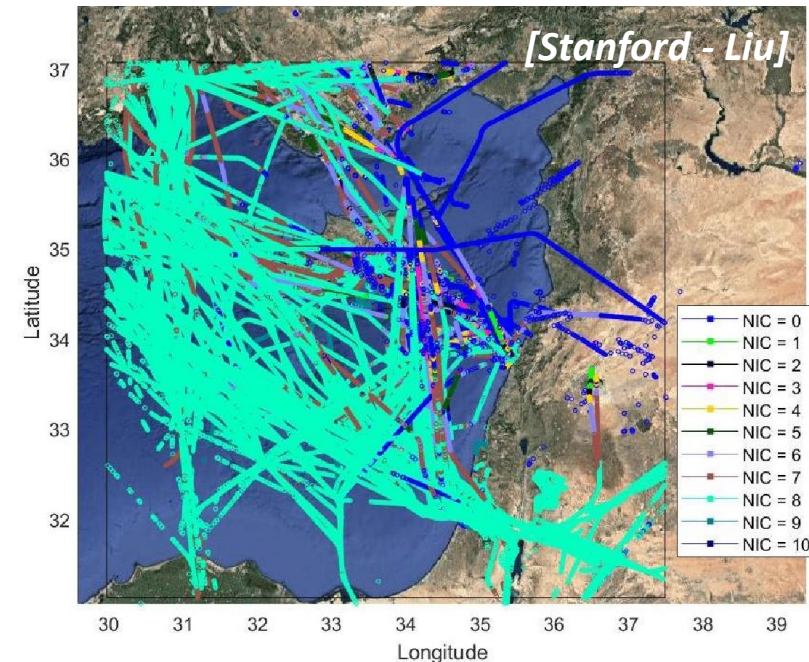 [Stanford - Liu]
37
36
35
34
33
32
Latitude
30 31 32 33 34 35 36 37 38 39
Longitude
NIC = 0
NIC = 1
NIC = 2
NIC = 3
NIC = 4
NIC = 5
NIC = 6
NIC = 7
NIC = 8
NIC = 9
NIC = 10